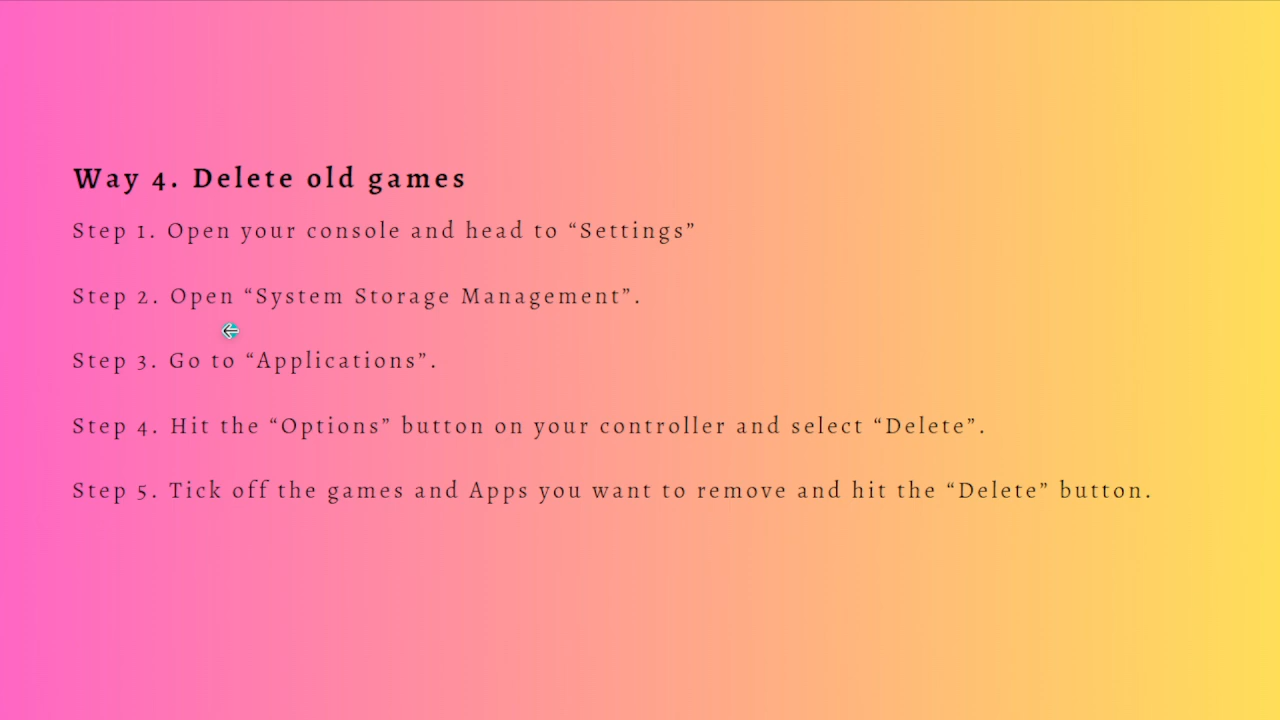 Way 4. Delete old games
Step 1. Open your console and head to “Settings”
Step 2. Open “System Storage Management”.
Step 3. Go to “Applications”.
Step 4. Hit the “Options” button on your controller and select “Delete”.
Step 5. Tick off the games and Apps you want to remove and hit the “Delete” button.